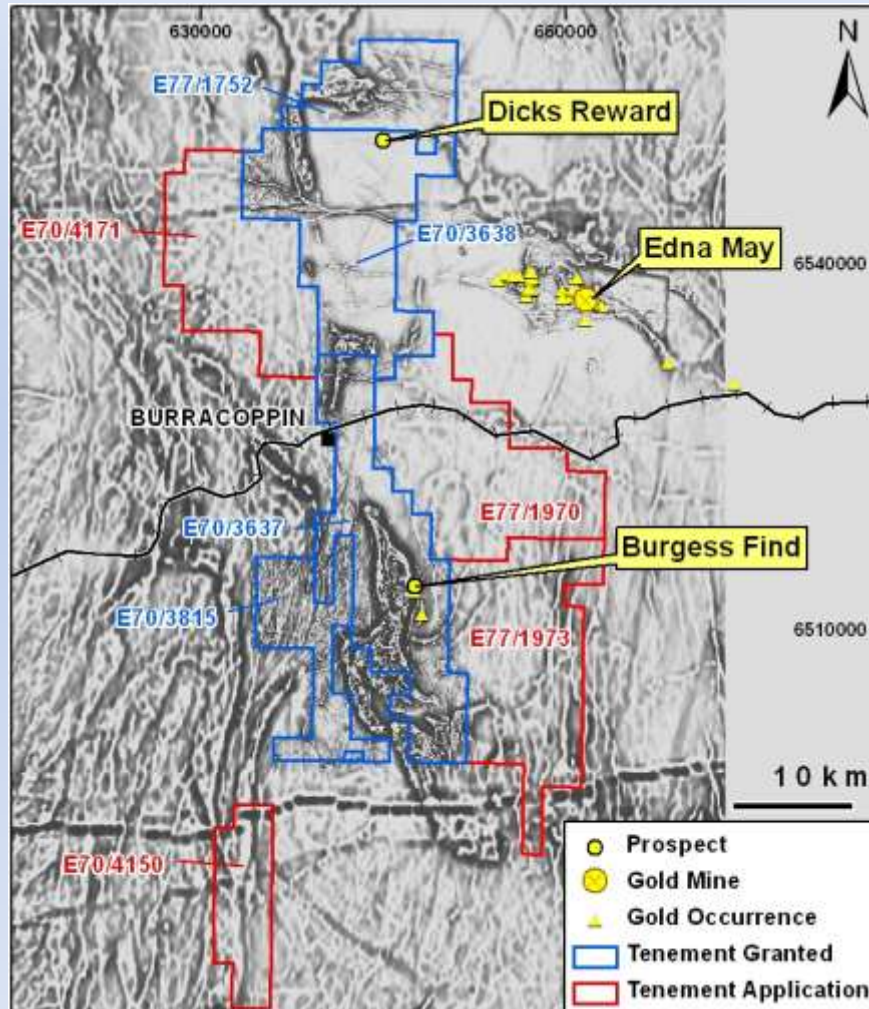 630000
660000
N
E77/1752
Dicks Reward
E70/4171
E70/3638
Edna May
6540000
BURRACOPPIN
E70/3637
E77/1970
Burgess Find
E70/3815
E77/1973
6510000
10 km
E70/4150
Prospect
Gold Mine
Gold Occurrence
Tenement Granted
Tenement Application